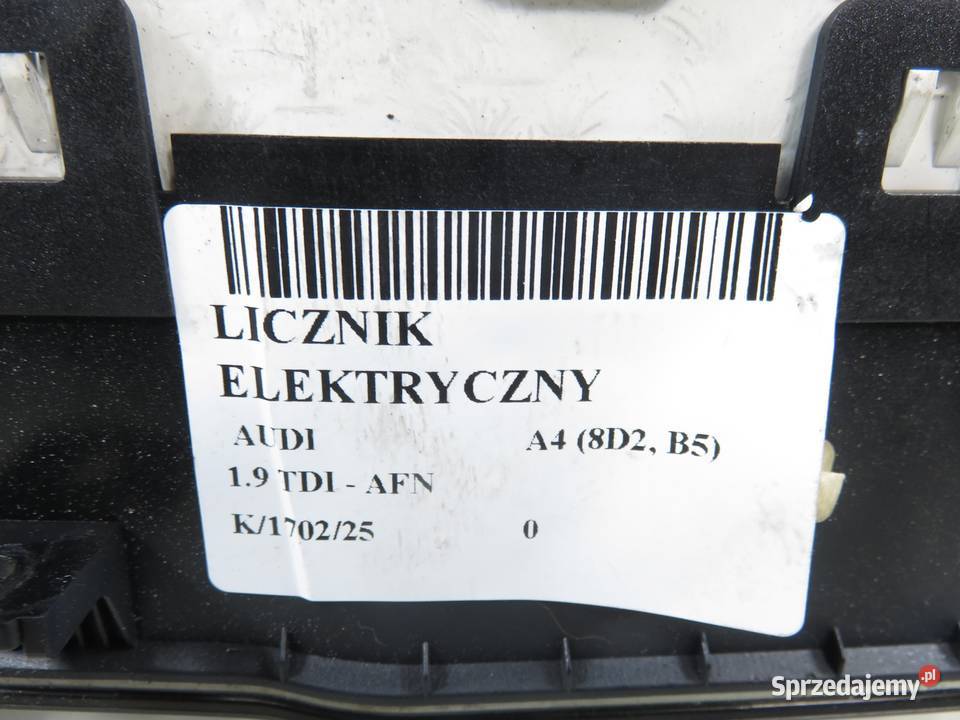 LICZNIK
ELEKTRYCZNY
AUDI A4 (8D2, B5)
1.9 TDI - AFN
K/1702/25 0
Sprzedajemy.pl